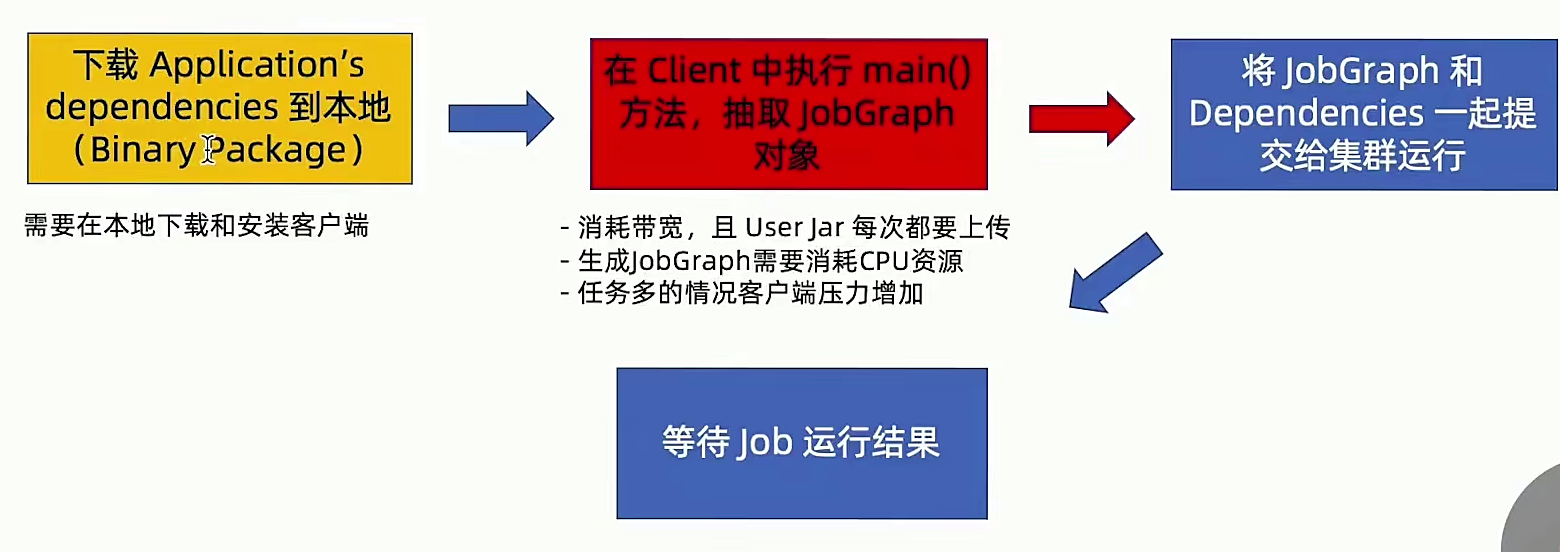 下载 Application’s
dependencies 到本地
（Binary Package）
需要在本地下载和安装客户端
在 Client 中执行 main()
方法，抽取 JobGraph
对象
- 消耗带宽，且 User Jar 每次都要上传
- 生成JobGraph需要消耗CPU资源
- 任务多的情况客户端压力增加
将 JobGraph 和
Dependencies 一起提
交给集群运行
等待 Job 运行结果